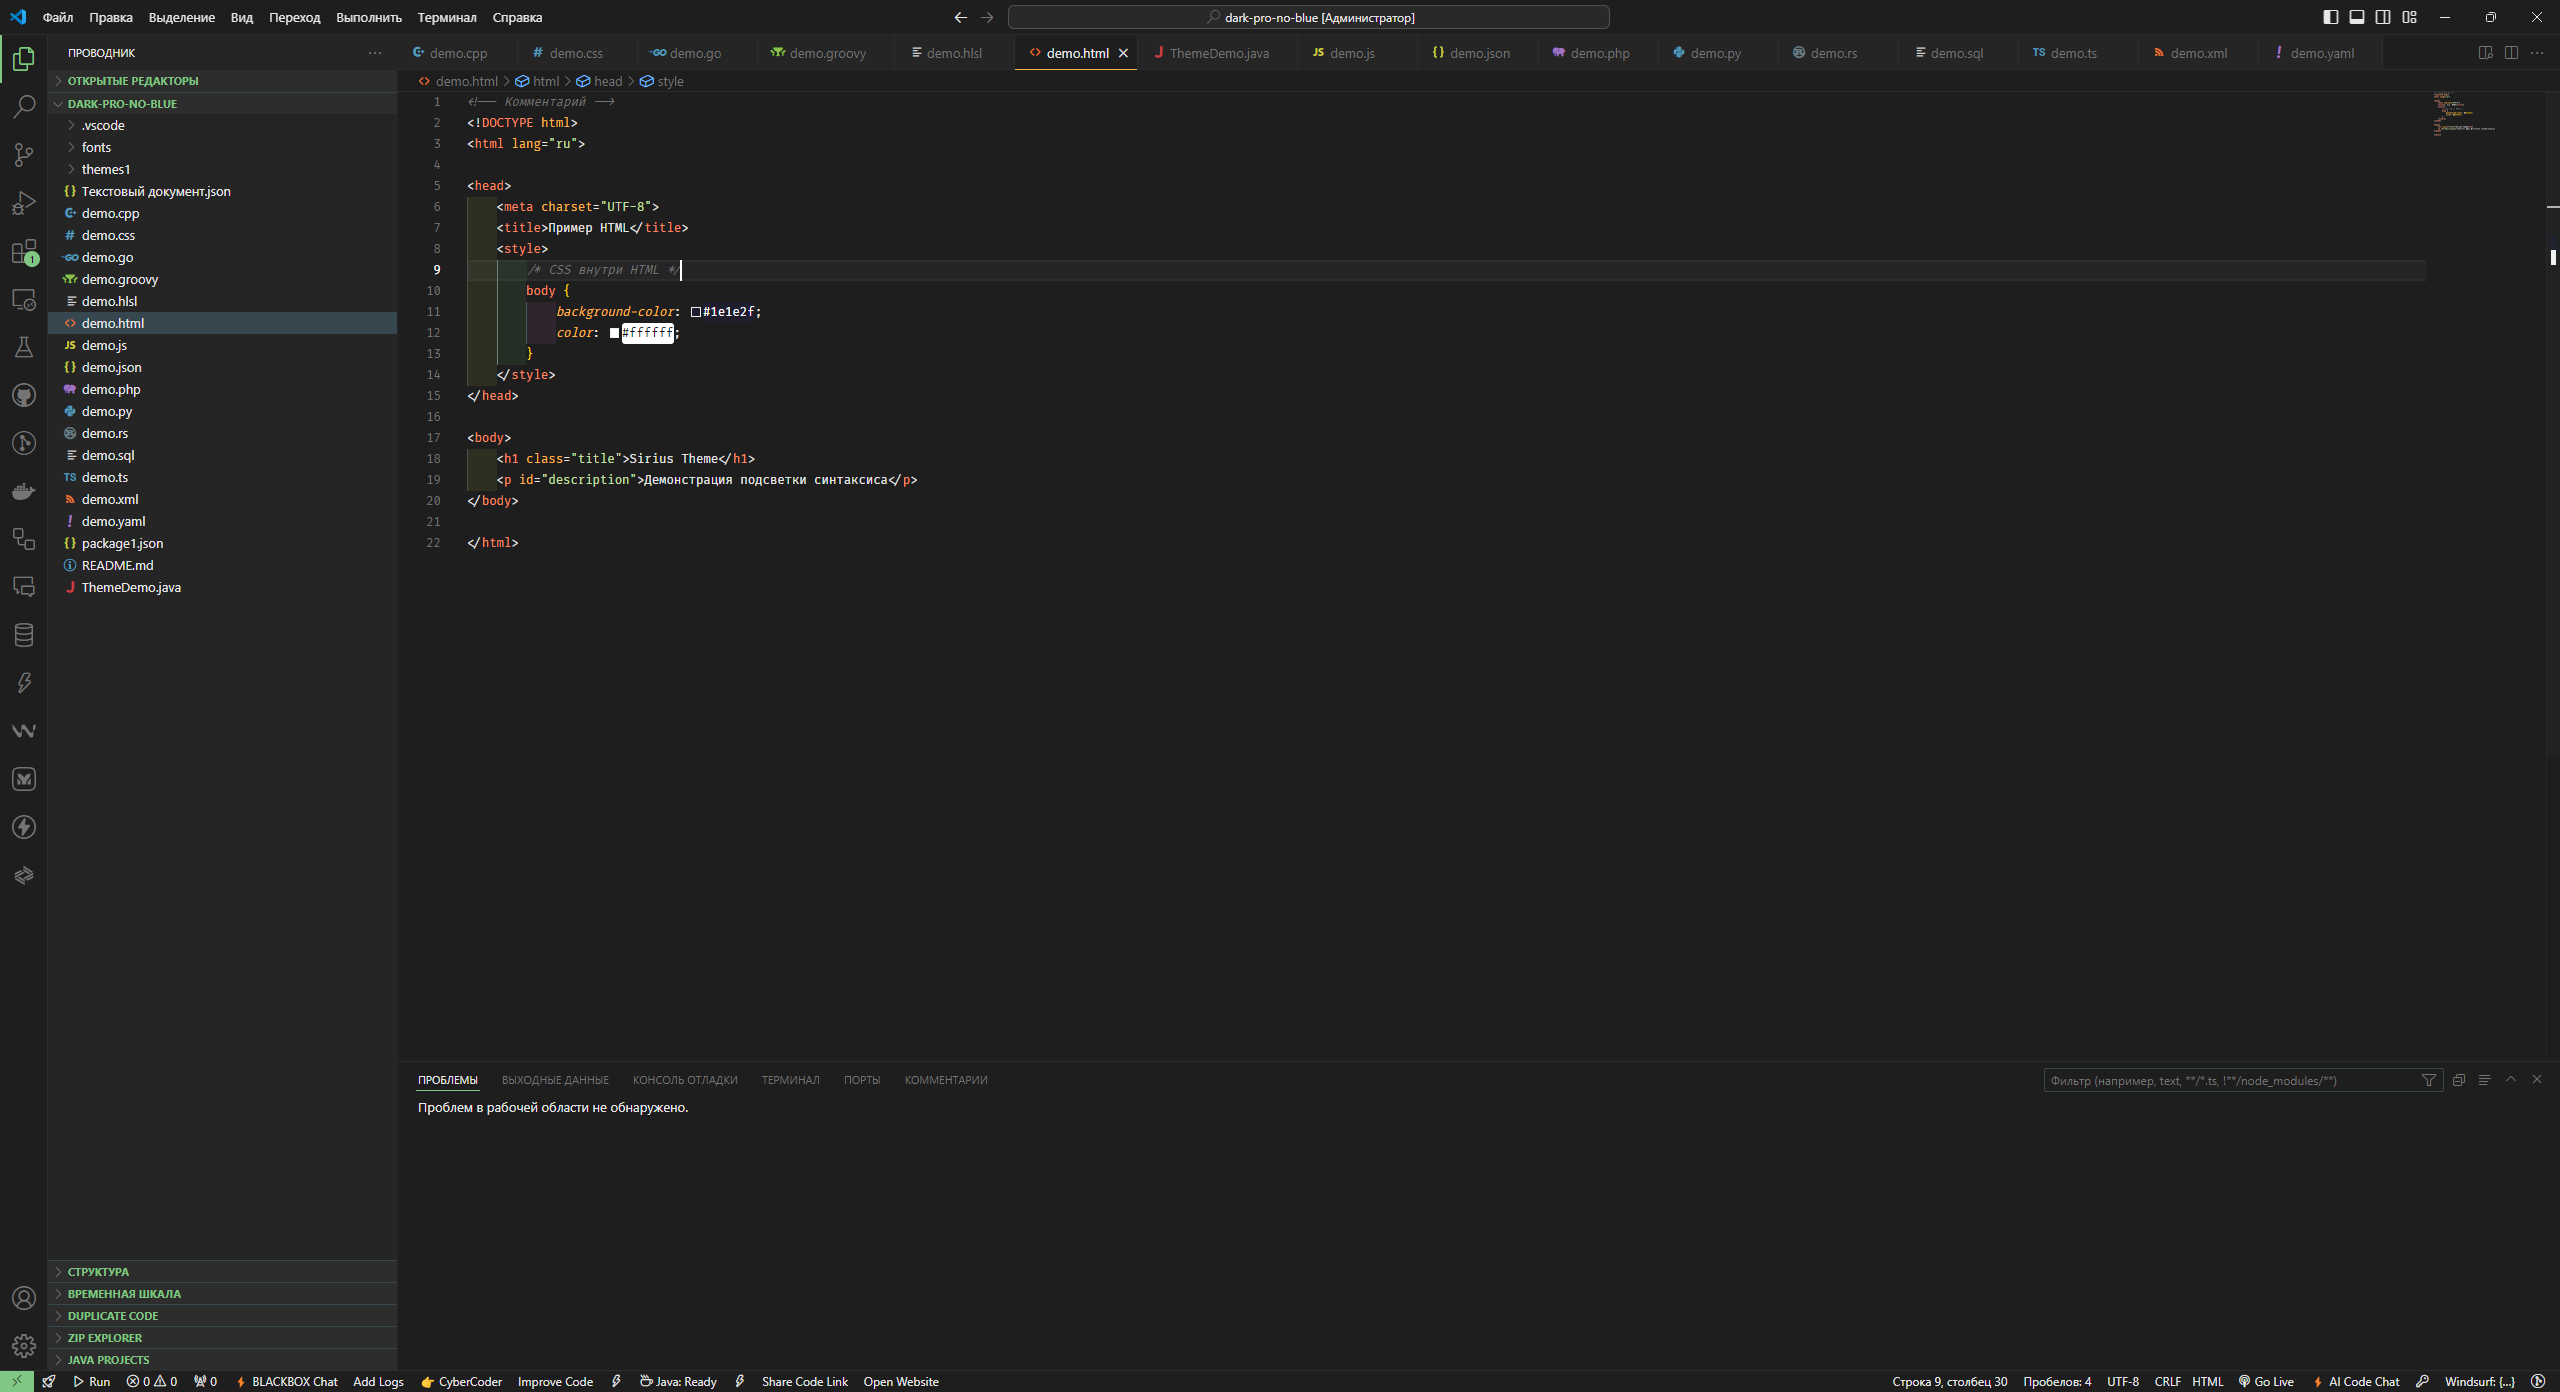 Файл Правка Выделение Вид Переход Выполнить Терминал Справка
dark-pro-no-blue [Администратор]
ПРОВОДНИК
demo.cpp demo.css demo.go demo.groovy demo.hlsl demo.html ThemeDemo.java demo.js demo.json demo.php demo.py demo.rs demo.sql demo.ts demo.xml demo.yaml
ОТКРЫТЫЕ РЕДАКТОРЫ
DARK-PRO-NO-BLUE
.vscode
fonts
themes1
Текстовый документ.json
demo.cpp
demo.css
demo.go
demo.groovy
demo.hlsl
demo.html
demo.js
demo.json
demo.php
demo.py
demo.rs
demo.sql
demo.ts
demo.xml
demo.yaml
package1.json
README.md
ThemeDemo.java
СТРУКТУРА
ВРЕМЕННАЯ ШКАЛА
DUPLICATE CODE
ZIP EXPLORER
JAVA PROJECTS
demo.html > html > head > style
1 <!-- Комментарий -->
2 <!DOCTYPE html>
3 <html lang="ru">
4
5 <head>
6 <meta charset="UTF-8">
7 <title>Пример HTML</title>
8 <style>
9 /* CSS внутри HTML */
10 body {
11 background-color: #1e1e2f;
12 color: #ffffff;
13 }
14 </style>
15 </head>
16
17 <body>
18 <h1 class="title">Sirius Theme</h1>
19 <p id="description">Демонстрация подсветки синтаксиса</p>
20 </body>
21
22 </html>
ПРОБЛЕМЫ ВЫХОДНЫЕ ДАННЫЕ КОНСОЛЬ ОТЛАДКИ ТЕРМИНАЛ ПОРТЫ КОММЕНТАРИИ
Фильтр (например, text, **/*.ts, !**/node_modules/**)
Проблем в рабочей области не обнаружено.
Run 0 0 0 BLACKBOX Chat Add Logs CyberCoder Improve Code Java: Ready Share Code Link Open Website
Строка 9, столбец 30 Пробелов: 4 UTF-8 CRLF HTML Go Live AI Code Chat Windsurf: {...}